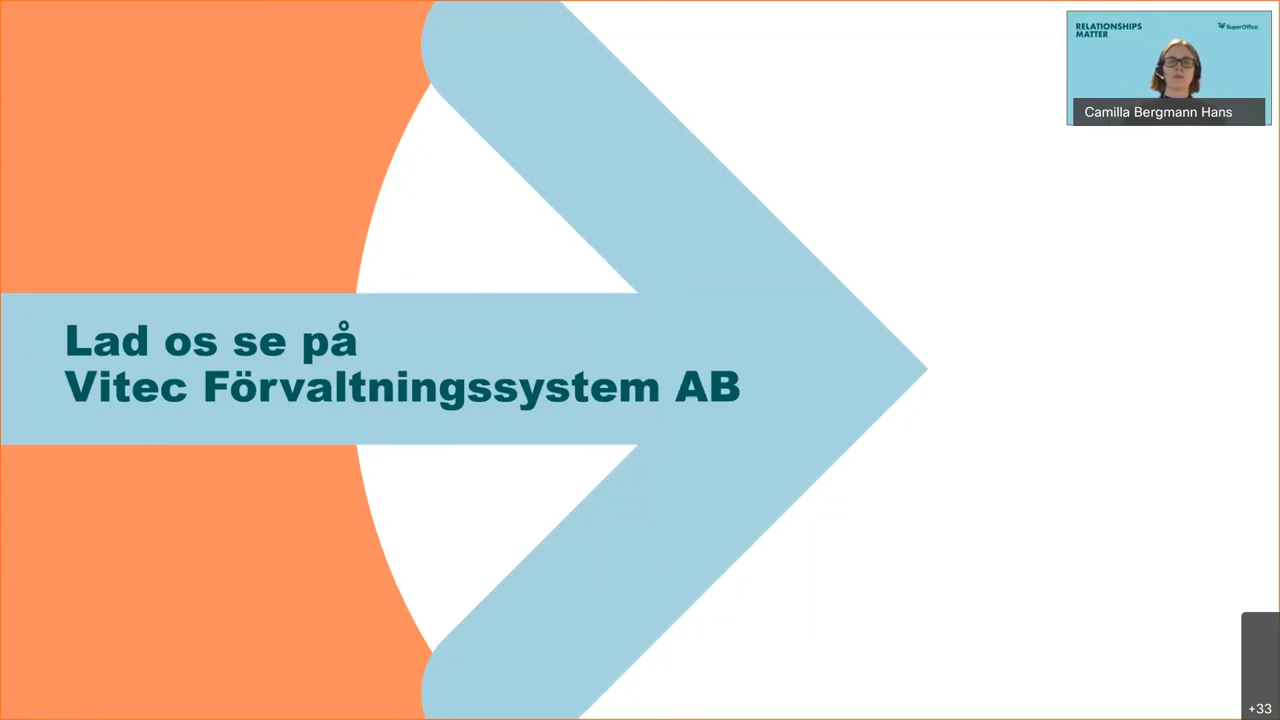 Lad os se på
Vitec Förvaltningssystem AB
RELATIONSHIPS
MATTER
SuperOffice
Camilla Bergmann Hans
+33